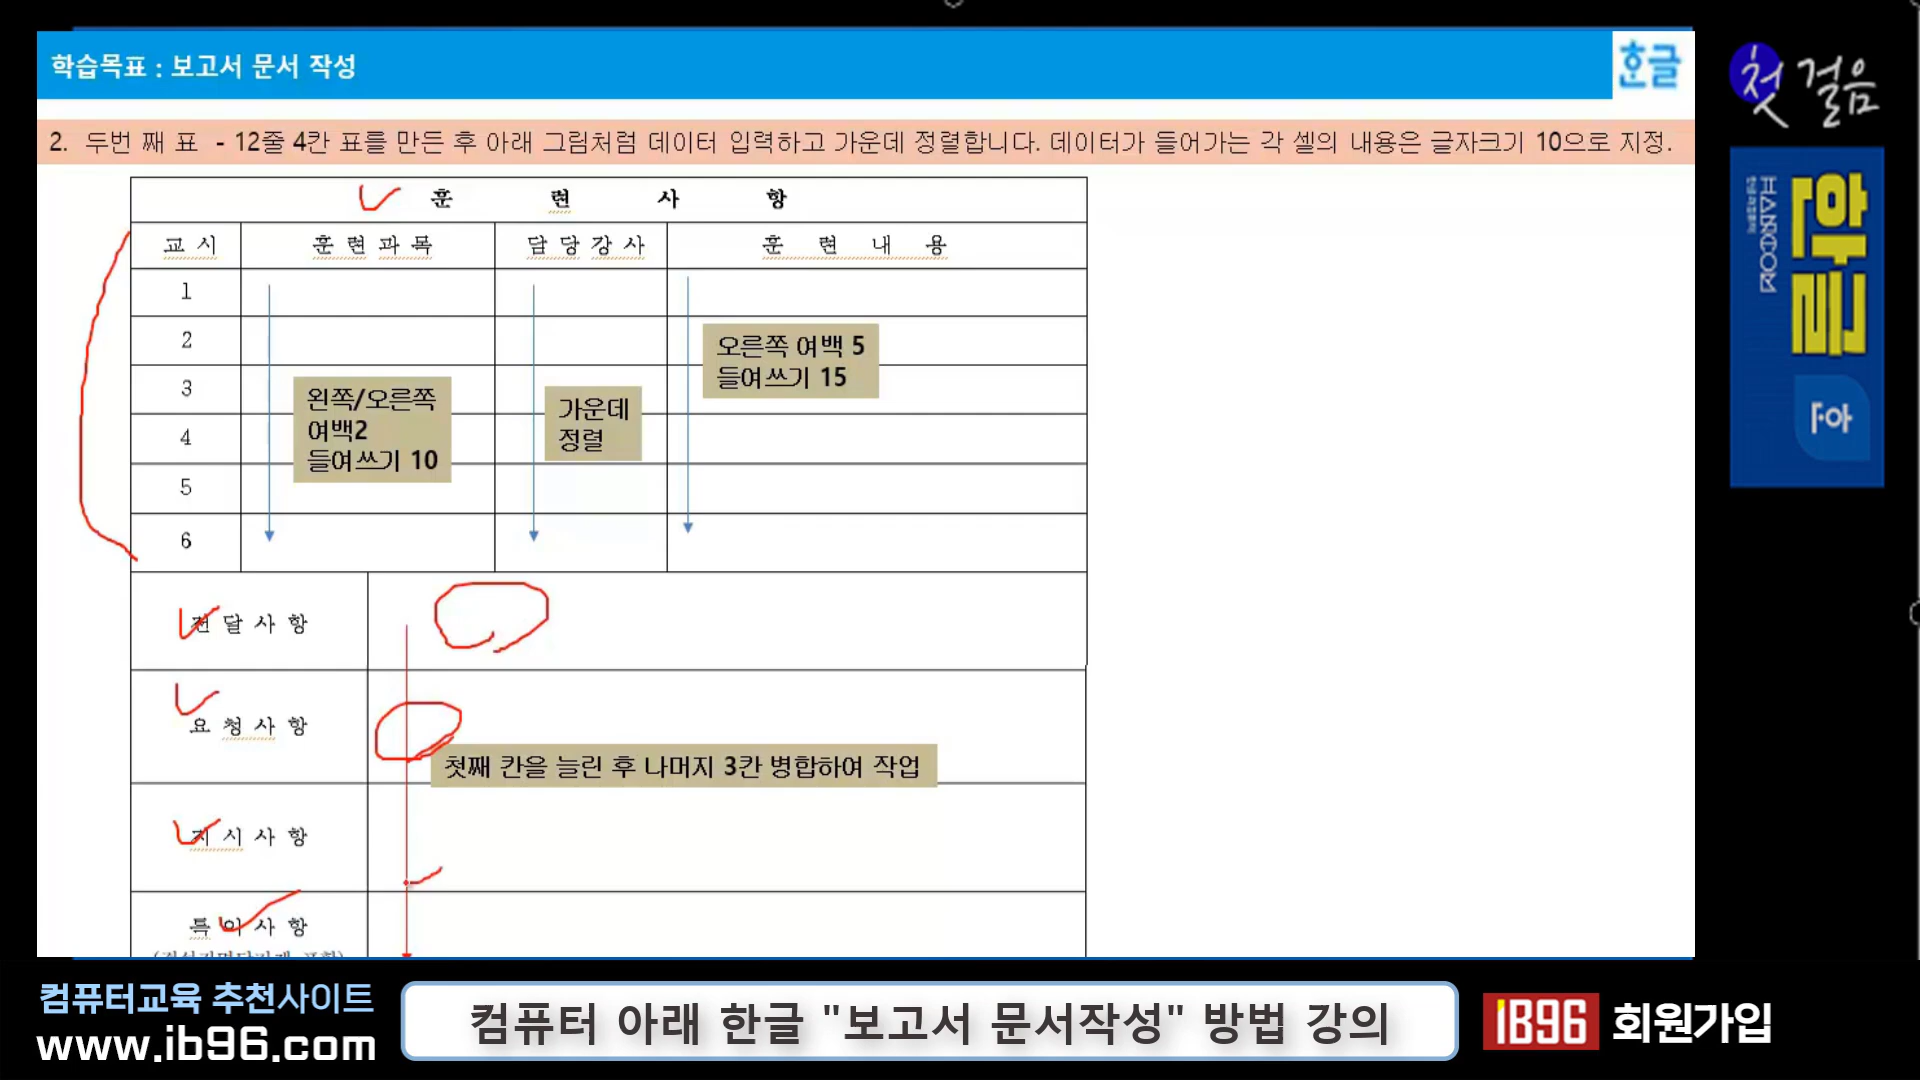 학습목표 : 보고서 문서 작성
한글
첫걸음
2. 두번 째 표 - 12줄 4칸 표를 만든 후 아래 그림처럼 데이터 입력하고 가운데 정렬합니다. 데이터가 들어가는 각 셀의 내용은 글자크기 10으로 지정.
훈 련 사 항
교 시 훈 련 과 목 담 당 강 사 훈 련 내 용
1
2
3
4
5
6
왼쪽/오른쪽
여백2
들여쓰기 10
가운데
정렬
오른쪽 여백 5
들여쓰기 15
전 달 사 항
요 청 사 항
첫째 칸을 늘린 후 나머지 3칸 병합하여 작업
지 시 사 항
특 이 사 항
한글
HANCOM
한
컴퓨터교육 추천사이트
www.ib96.com
컴퓨터 아래 한글 "보고서 문서작성" 방법 강의
IB96 회원가입